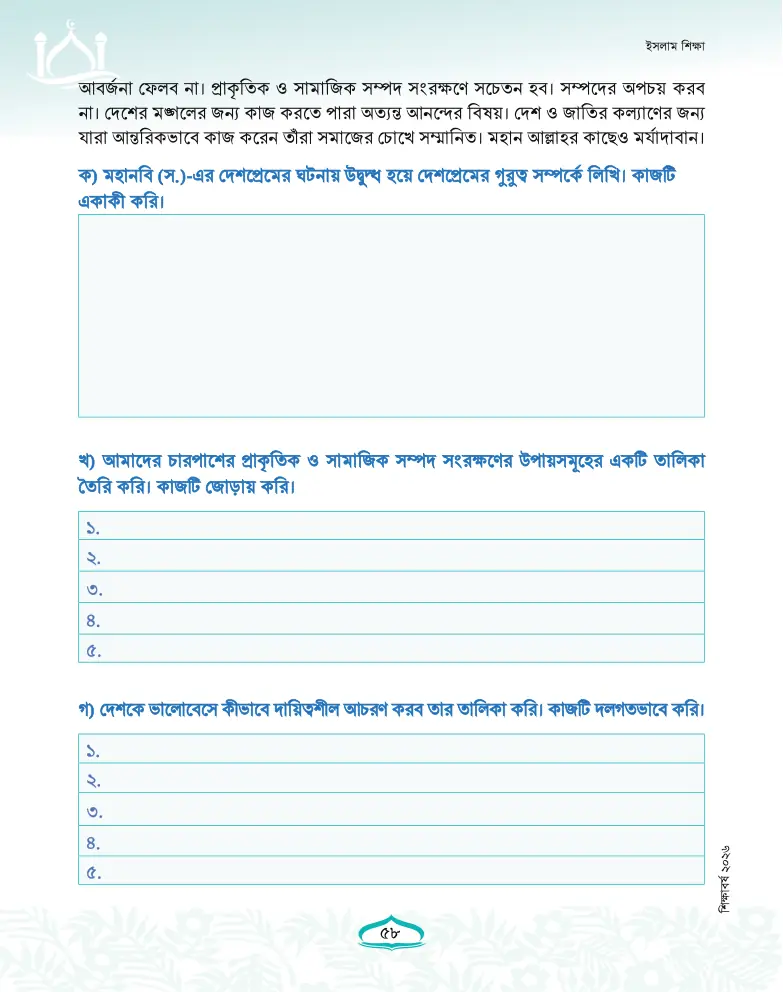 ইসলাম শিক্ষা
আবর্জনা ফেলব না। প্রাকৃতিক ও সামাজিক সম্পদ সংরক্ষণে সচেতন হব। সম্পদের অপচয় করব
না। দেশের মঙ্গলের জন্য কাজ করতে পারা অত্যন্ত আনন্দের বিষয়। দেশ ও জাতির কল্যাণের জন্য
যারা আন্তরিকভাবে কাজ করেন তাঁরা সমাজের চোখে সম্মানিত। মহান আল্লাহর কাছেও মর্যাদাবান।
ক) মহানবি (স.)-এর দেশপ্রেমের ঘটনায় উদ্বুদ্ধ হয়ে দেশপ্রেমের গুরুত্ব সম্পর্কে লিখি। কাজটি
একাকী করি।
খ) আমাদের চারপাশের প্রাকৃতিক ও সামাজিক সম্পদ সংরক্ষণের উপায়সমূহের একটি তালিকা
তৈরি করি। কাজটি জোড়ায় করি।
১.
২.
৩.
৪.
৫.
গ) দেশকে ভালোবেসে কীভাবে দায়িত্বশীল আচরণ করব তার তালিকা করি। কাজটি দলগতভাবে করি।
১.
২.
৩.
৪.
৫.
শিক্ষাবর্ষ ২০২৬
৫৮